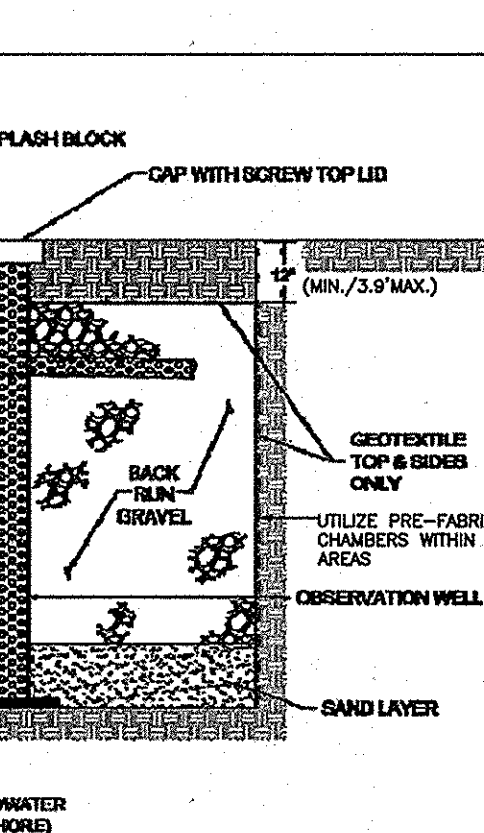 PLASH BLOCK
CAP WITH SCREW TOP LID
12"
(MIN./3.9'MAX.)
GEOTEXTILE
TOP & SIDES
ONLY
BACK
RUN
GRAVEL
UTILIZE PRE-FABRI
CHAMBERS WITHIN
AREAS
OBSERVATION WELL
SAND LAYER
WATER
HORE)